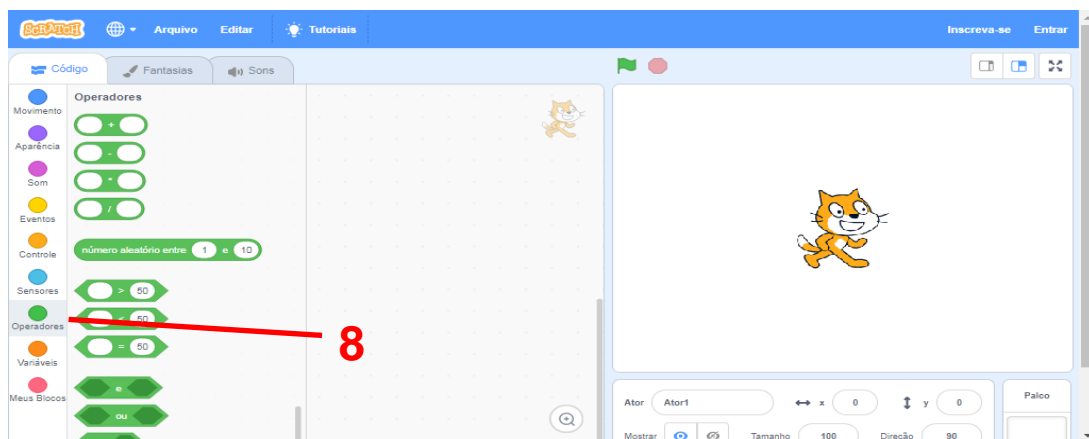 SCRATCH Arquivo Editar Tutoriais Inscreva-se Entrar
Código Fantasias Sons
Movimento
Aparência
Som
Eventos
Controle
Sensores
Operadores
Variáveis
Meus Blocos
Operadores
+
-
*
/
número aleatório entre 1 e 10
> 50
< 50
= 50
e
ou
8
Ator Ator1 x 0 y 0
Mostrar Tamanho 100 Direção 90
Palco